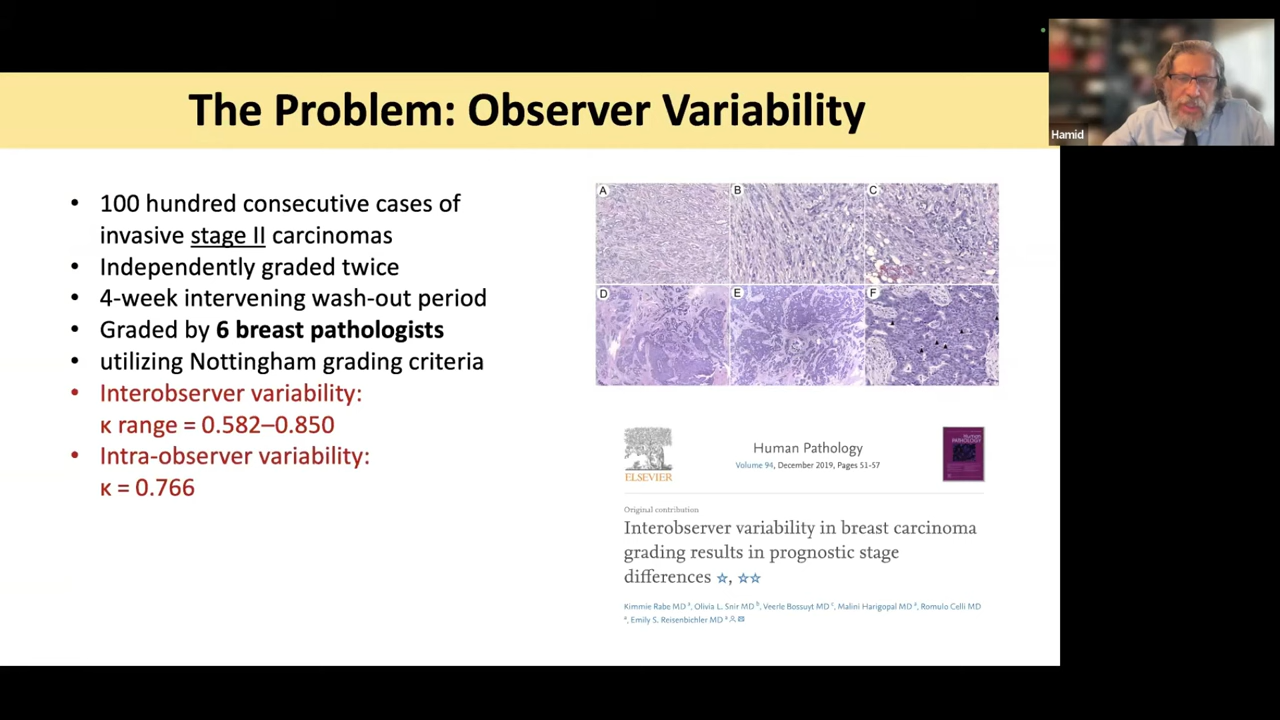 The Problem: Observer Variability
Hamid
• 100 hundred consecutive cases of
invasive stage II carcinomas
• Independently graded twice
• 4-week intervening wash-out period
• Graded by 6 breast pathologists
• utilizing Nottingham grading criteria
• Interobserver variability:
κ range = 0.582–0.850
• Intra-observer variability:
κ = 0.766
A
B
C
D
E
F
ELSEVIER
Human Pathology
Volume 94, December 2019, Pages 51-57
Human
PATHOLOGY
Original contribution
Interobserver variability in breast carcinoma
grading results in prognostic stage
differences ☆, ☆☆
Kimmie Rabe MD a, Olivia L. Snir MD b, Veerle Bossuyt MD c, Malini Harigopal MD a, Romulo Celli MD
a, Emily S. Reisenbichler MD a